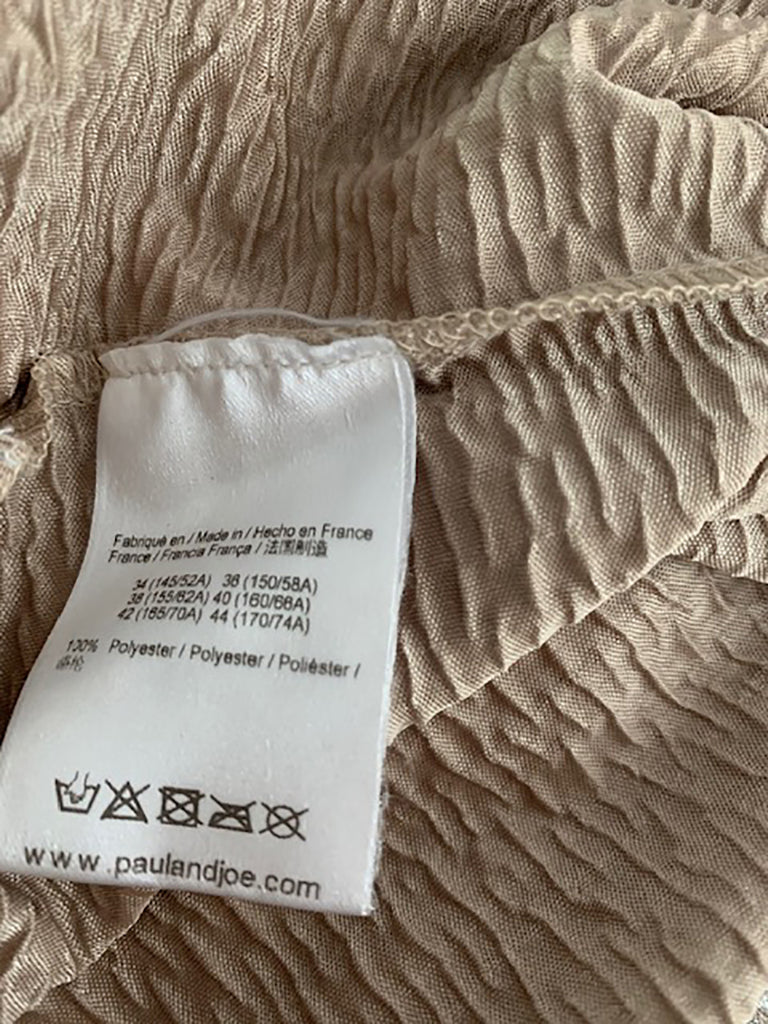 Fabriqué en / Made in / Hecho en France
France / Francia França / 法国制造
34 (145/52A) 36 (150/58A)
38 (155/62A) 40 (160/66A)
42 (165/70A) 44 (170/74A)
100% Polyester / Polyester / Poliéster /
www.paulandjoe.com